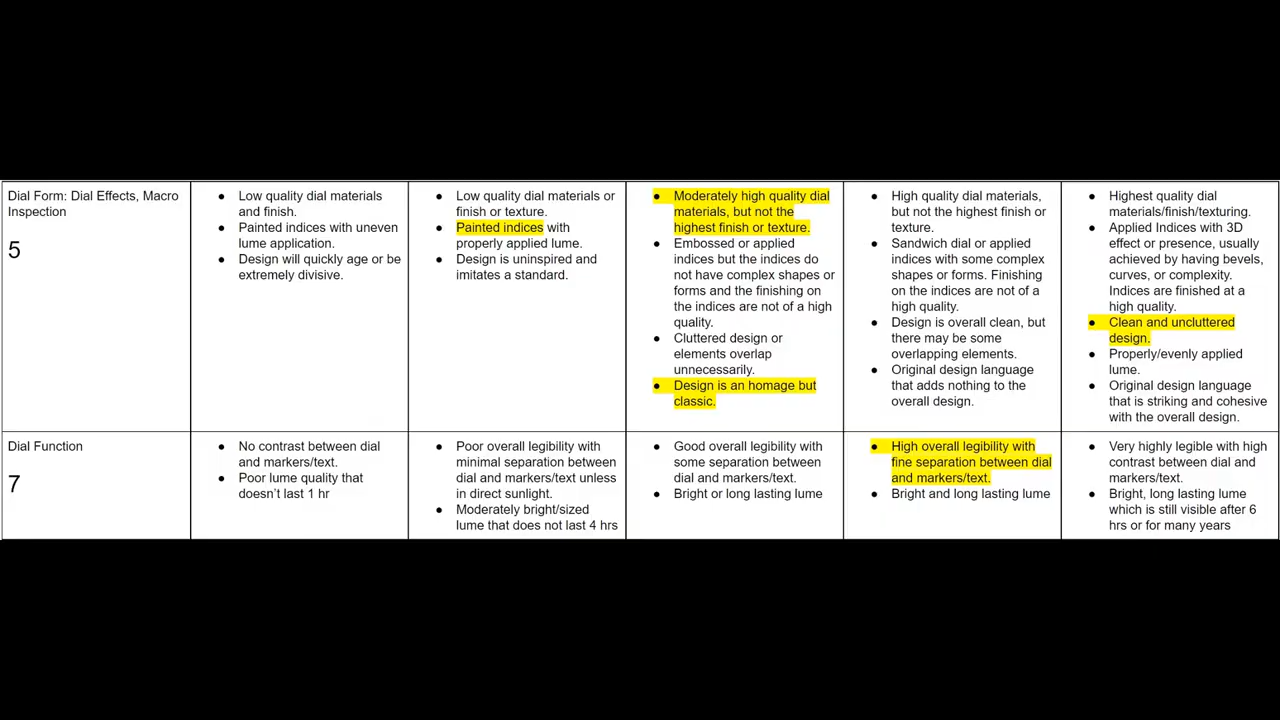 Dial Form: Dial Effects, Macro
Inspection
5
● Low quality dial materials
and finish.
● Painted indices with uneven
lume application.
● Design will quickly age or be
extremely divisive.
● Low quality dial materials or
finish or texture.
● Painted indices with
properly applied lume.
● Design is uninspired and
imitates a standard.
● Moderately high quality dial
materials, but not the
highest finish or texture.
● Embossed or applied
indices but the indices do
not have complex shapes or
forms and the finishing on
the indices are not of a high
quality.
● Cluttered design or
elements overlap
unnecessarily.
● Design is an homage but
classic.
● High quality dial materials,
but not the highest finish or
texture.
● Sandwich dial or applied
indices with some complex
shapes or forms. Finishing
on the indices are not of a
high quality.
● Design is overall clean, but
there may be some
overlapping elements.
● Original design language
that adds nothing to the
overall design.
● Highest quality dial
materials/finish/texturing.
● Applied Indices with 3D
effect or presence, usually
achieved by having bevels,
curves, or complexity.
Indices are finished at a
high quality.
● Clean and uncluttered
design.
● Properly/evenly applied
lume.
● Original design language
that is striking and cohesive
with the overall design.
Dial Function
7
● No contrast between dial
and markers/text.
● Poor lume quality that
doesn't last 1 hr
● Poor overall legibility with
minimal separation between
dial and markers/text unless
in direct sunlight.
● Moderately bright/sized
lume that does not last 4 hrs
● Good overall legibility with
some separation between
dial and markers/text.
● Bright or long lasting lume
● High overall legibility with
fine separation between dial
and markers/text.
● Bright and long lasting lume
● Very highly legible with high
contrast between dial and
markers/text.
● Bright, long lasting lume
which is still visible after 6
hrs or for many years